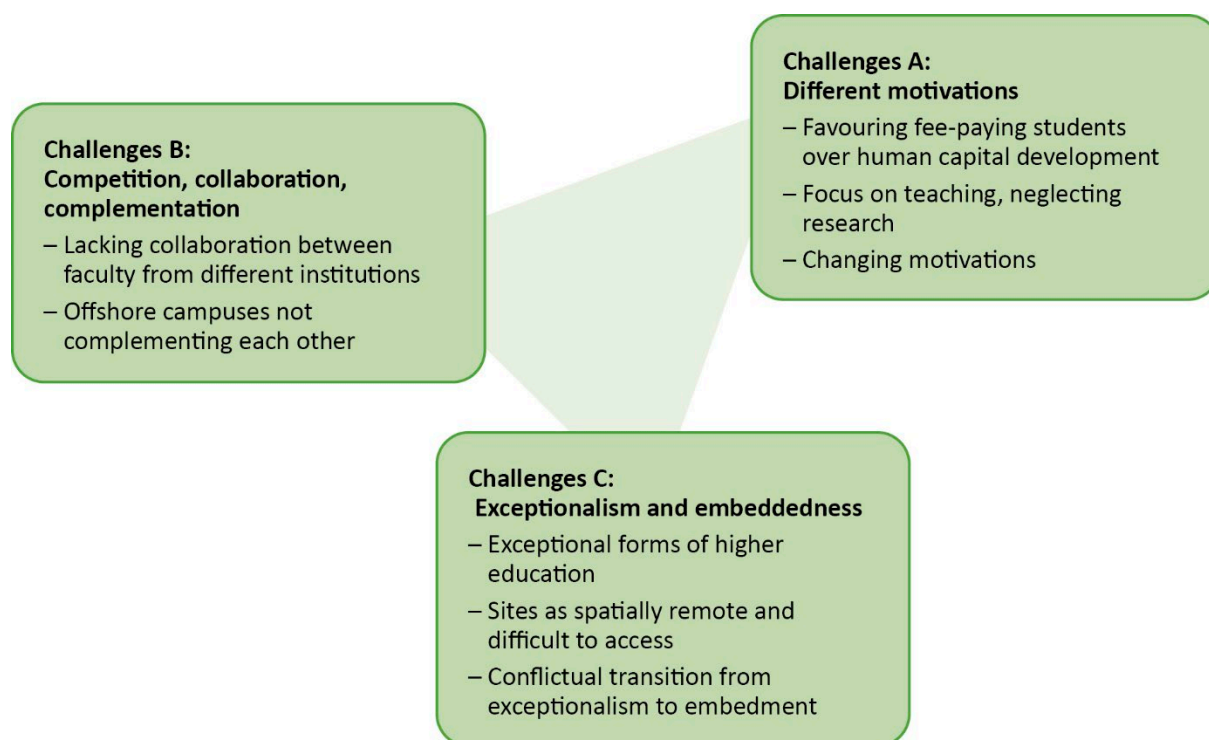 Challenges A:
Different motivations
– Favouring fee-paying students
over human capital development
– Focus on teaching, neglecting
research
– Changing motivations
Challenges B:
Competition, collaboration,
complementation
– Lacking collaboration between
faculty from different institutions
– Offshore campuses not
complementing each other
Challenges C:
Exceptionalism and embeddedness
– Exceptional forms of higher
education
– Sites as spatially remote and
difficult to access
– Conflictual transition from
exceptionalism to embedment